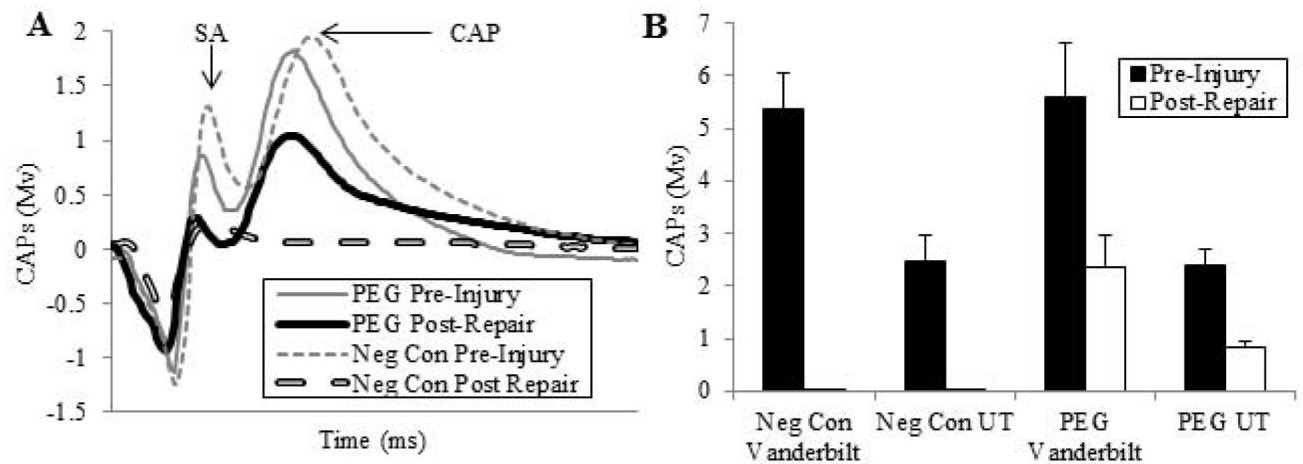 A
SA
CAP
CAPs (Mv)
2
1.5
1
0.5
0
-0.5
-1
-1.5
PEG Pre-Injury
PEG Post-Repair
Neg Con Pre-Injury
Neg Con Post Repair
Time (ms)
B
CAPs (Mv)
7
6
5
4
3
2
1
0
Pre-Injury
Post-Repair
Neg Con
Vanderbilt
Neg Con UT
PEG
Vanderbilt
PEG UT